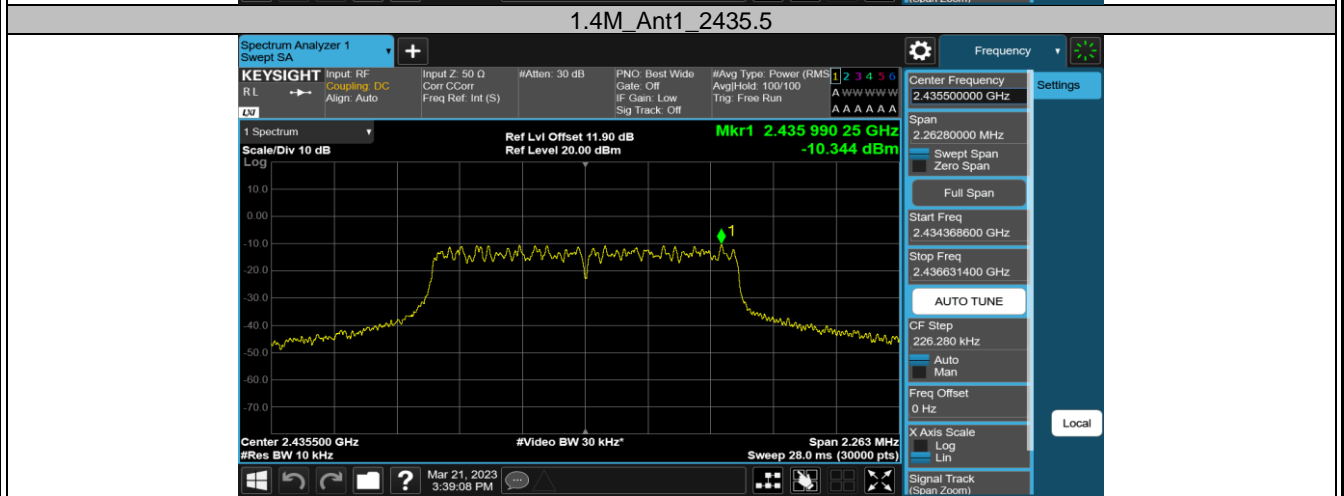 (Span Zoom)
1.4M_Ant1_2435.5
Spectrum Analyzer 1
Swept SA
Frequency
KEYSIGHT
R L
LXI
Input: RF
Coupling: DC
Align: Auto
Input Z: 50 Ω
Corr CCorr
Freq Ref: Int (S)
#Atten: 30 dB
PNO: Best Wide
Gate: Off
IF Gain: Low
Sig Track: Off
#Avg Type: Power (RMS
Avg|Hold: 100/100
Trig: Free Run
1 2 3 4 5 6
A W W W W W
A A A A A A
1 Spectrum
Scale/Div 10 dB
Log
Ref Lvl Offset 11.90 dB
Ref Level 20.00 dBm
Mkr1 2.435 990 25 GHz
-10.344 dBm
10.0
0.00
-10.0
-20.0
-30.0
-40.0
-50.0
-60.0
-70.0
1
Center 2.435500 GHz
#Res BW 10 kHz
#Video BW 30 kHz*
Span 2.263 MHz
Sweep 28.0 ms (30000 pts)
Center Frequency
2.435500000 GHz
Settings
Span
2.26280000 MHz
Swept Span
Zero Span
Full Span
Start Freq
2.434368600 GHz
Stop Freq
2.436631400 GHz
AUTO TUNE
CF Step
226.280 kHz
Auto
Man
Freq Offset
0 Hz
X Axis Scale
Log
Lin
Local
Signal Track
(Span Zoom)
?
Mar 21, 2023
3:39:08 PM